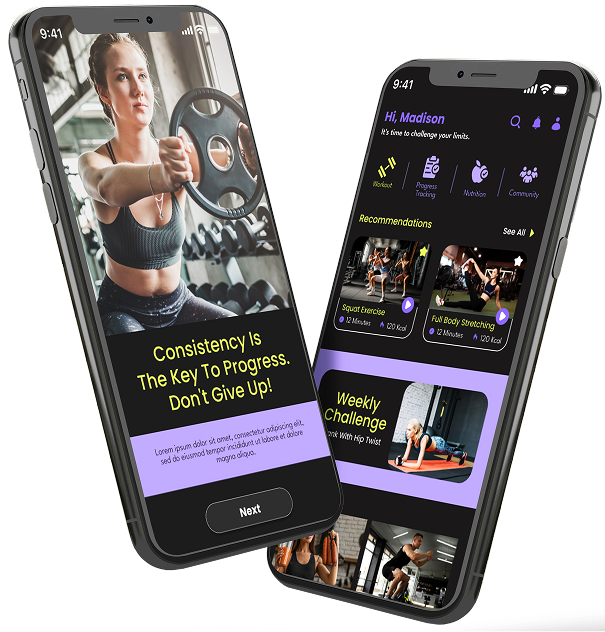 9:41
Consistency Is
The Key To Progress.
Don't Give Up!
Lorem ipsum dolor sit amet, consectetur adipiscing elit,
sed do eiusmod tempor incididunt ut labore et dolore
magna aliqua.
Next
9:41
Hi, Madison
It's time to challenge your limits.
Workout
Progress
Tracking
Nutrition
Community
Recommendations
See All
Squat Exercise
12 Minutes
120 Kcal
Full Body Stretching
12 Minutes
120 Kcal
Weekly
Challenge
With Hip Twist